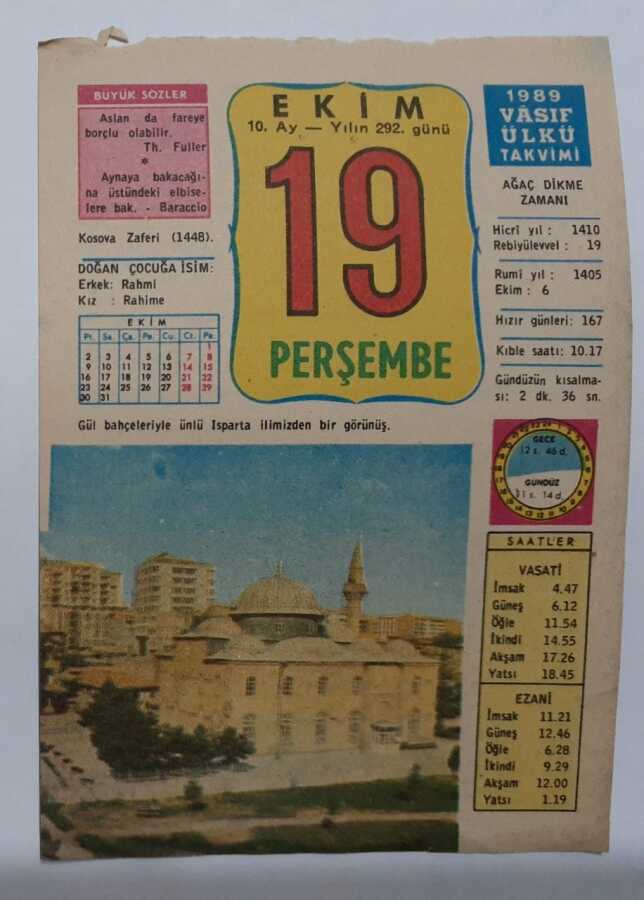 BÜYÜK SÖZLER
Aslan da fareye
borçlu olabilir.
Th. Fuller
*
Aynaya bakacağı-
na üstündeki elbise-
lere bak. - Baraccio
Kosova Zaferi (1448).
DOĞAN ÇOCUĞA İSİM:
Erkek: Rahmi
Kız : Rahime
EKİM
Pt. Sa. Ça. Pe. Cu. Ct. Pa.
1
2 3 4 5 6 7 8
9 10 11 12 13 14 15
16 17 18 19 20 21 22
23 24 25 26 27 28 29
30 31
EKİM
10. Ay — Yılın 292. günü
19
PERŞEMBE
1989
VÂSIF
ÜLKÜ
TAKVİMİ
AĞAÇ DİKME
ZAMANI
Hicrî yıl : 1410
Rebiyülevvel : 19
Rumî yıl : 1405
Ekim : 6
Hızır günleri: 167
Kıble saati: 10.17
Gündüzün kısalma-
sı: 2 dk. 36 sn.
Gül bahçeleriyle ünlü Isparta ilimizden bir görünüş.
GECE
12 s. 46 d.
GÜNDÜZ
11 s. 14 d.
SAATLER
VASATİ
İmsak 4.47
Güneş 6.12
Öğle 11.54
İkindi 14.55
Akşam 17.26
Yatsı 18.45
EZANİ
İmsak 11.21
Güneş 12.46
Öğle 6.28
İkindi 9.29
Akşam 12.00
Yatsı 1.19